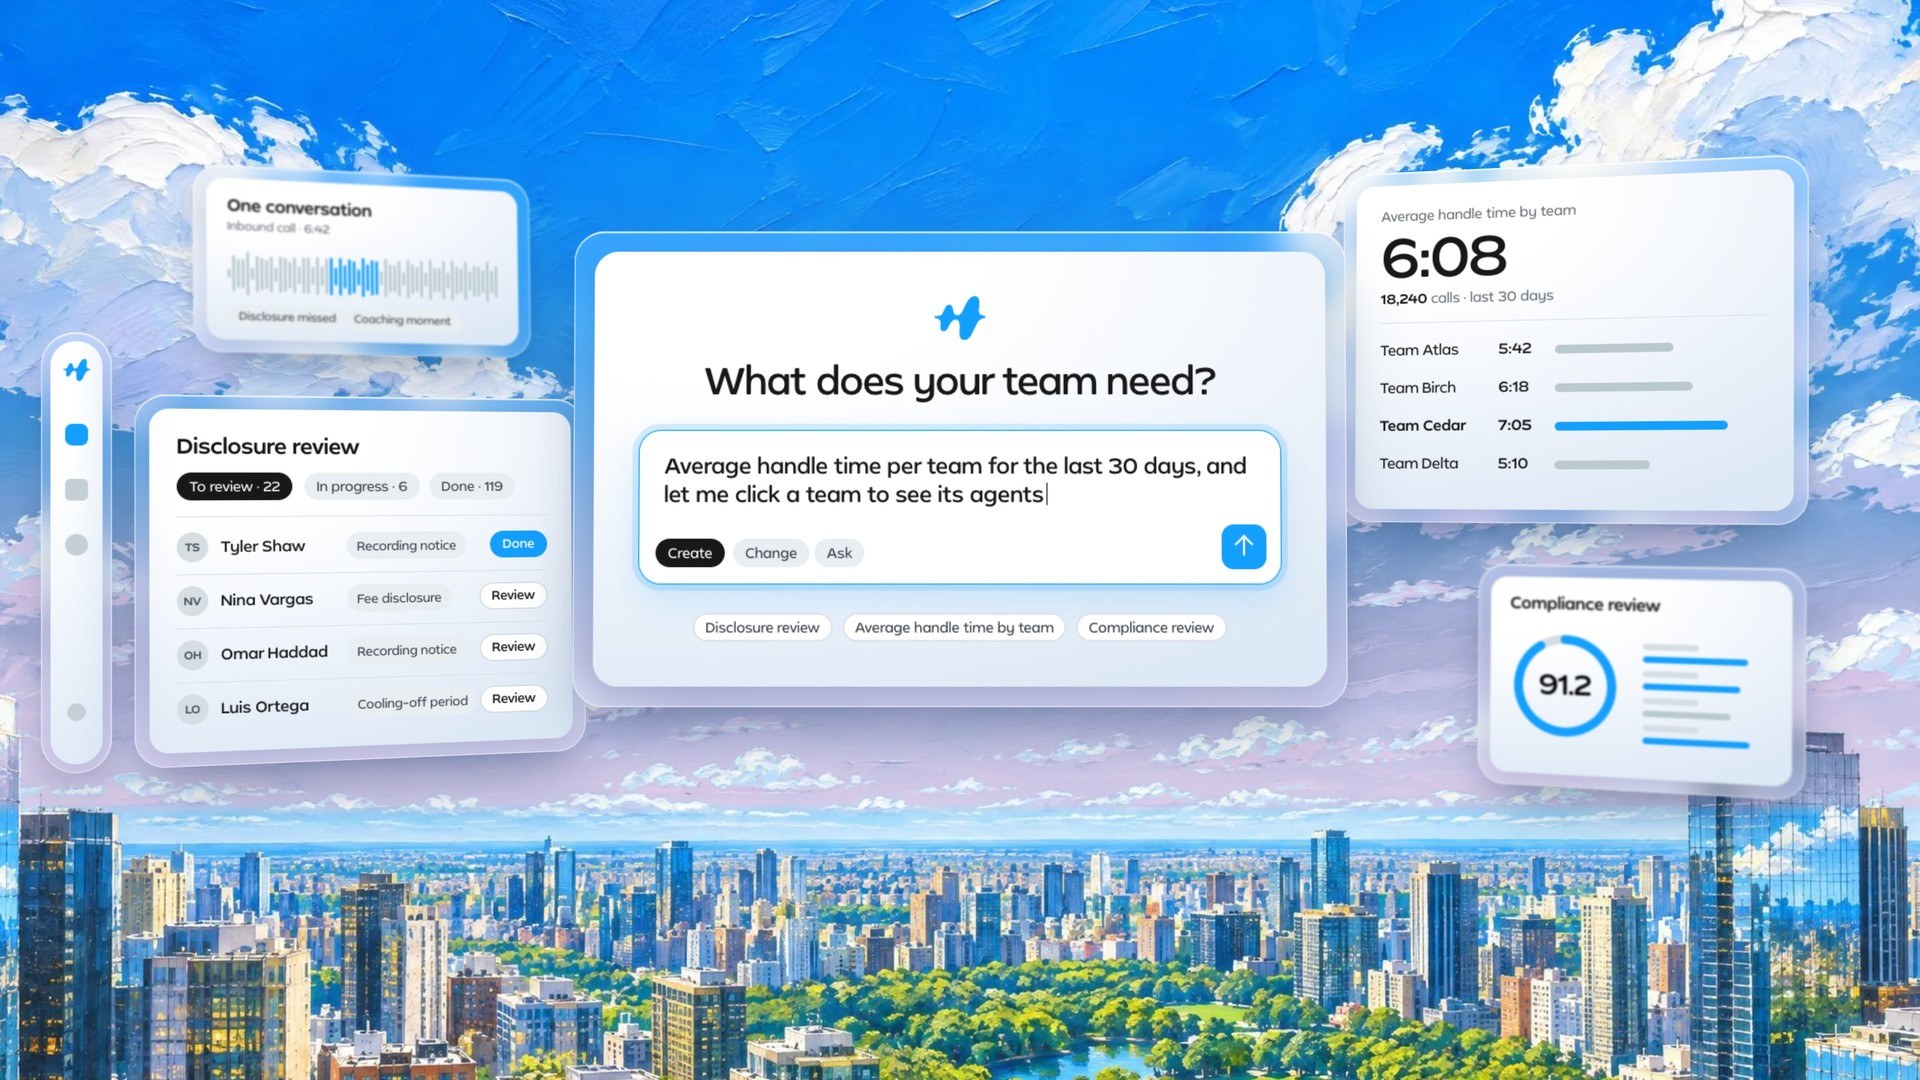 One conversation
Inbound call · 6:42
Disclosure missed
Coaching moment
Disclosure review
To review · 22
In progress · 6
Done · 119
TS Tyler Shaw Recording notice Done
NV Nina Vargas Fee disclosure Review
OH Omar Haddad Recording notice Review
LO Luis Ortega Cooling-off period Review
What does your team need?
Average handle time per team for the last 30 days, and
let me click a team to see its agents
Create Change Ask
Disclosure review Average handle time by team Compliance review
Average handle time by team
6:08
18,240 calls · last 30 days
Team Atlas 5:42
Team Birch 6:18
Team Cedar 7:05
Team Delta 5:10
Compliance review
91.2